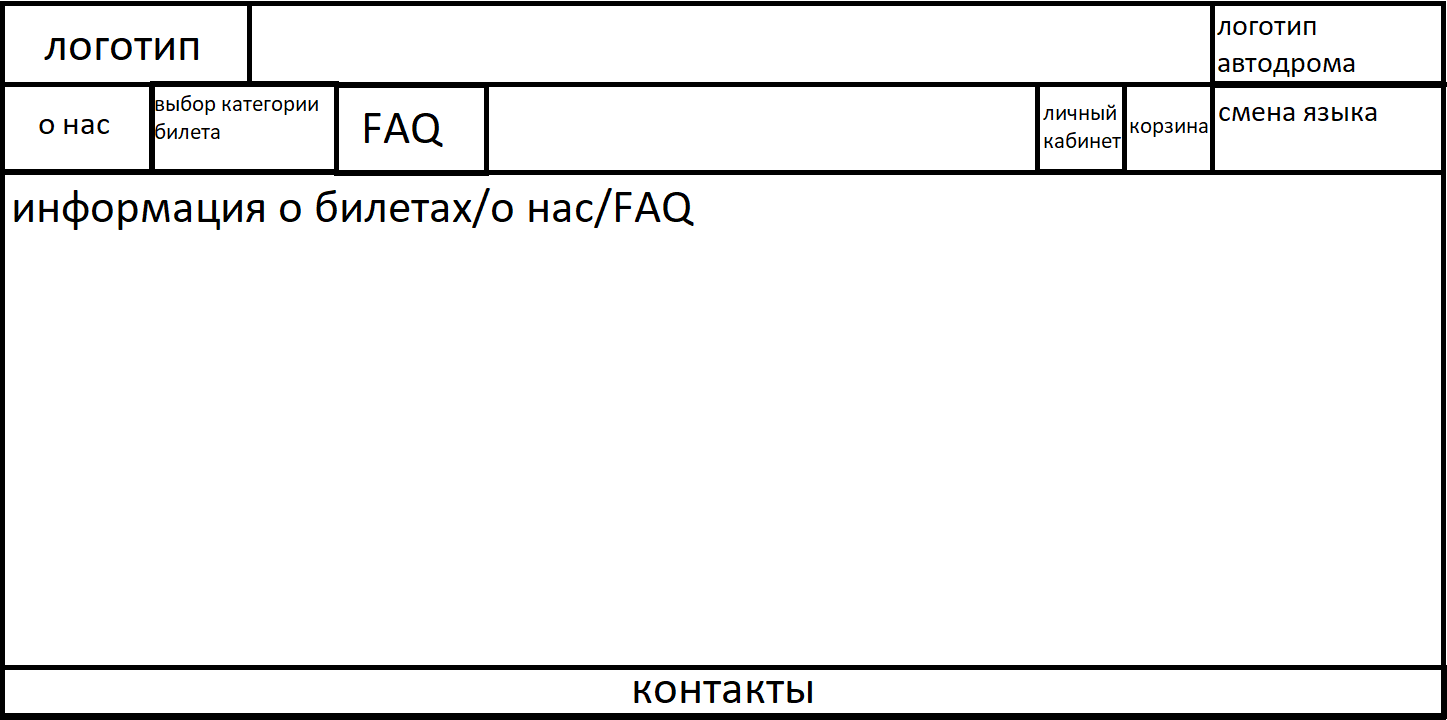 логотип
логотип
автодрома
о нас
выбор категории
билета
FAQ
личный
кабинет
корзина
смена языка
информация о билетах/о нас/FAQ
контакты